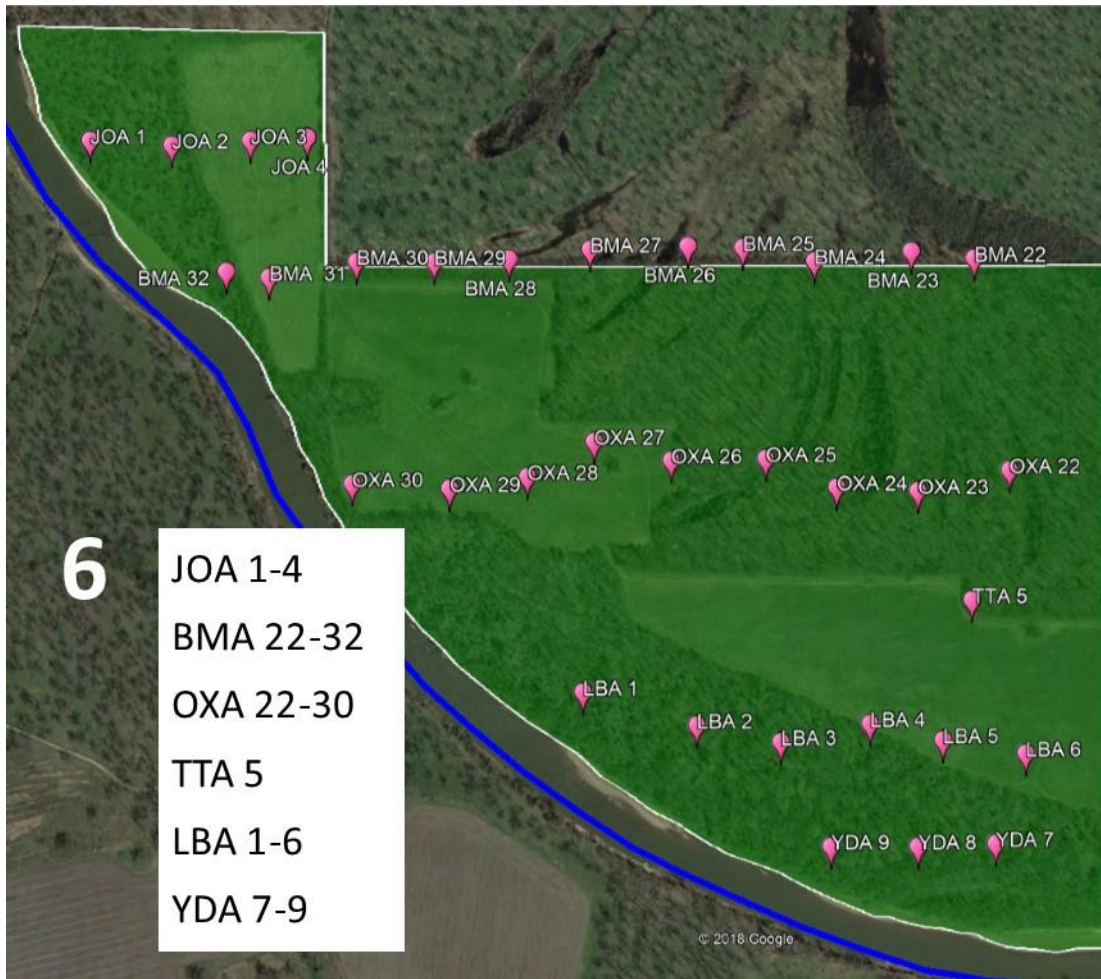 JOA 1
JOA 2
JOA 3
JOA 4
BMA 32
BMA 31
BMA 30
BMA 29
BMA 28
BMA 27
BMA 26
BMA 25
BMA 24
BMA 23
BMA 22
OXA 30
OXA 29
OXA 28
OXA 27
OXA 26
OXA 25
OXA 24
OXA 23
OXA 22
TTA 5
LBA 1
LBA 2
LBA 3
LBA 4
LBA 5
LBA 6
YDA 9
YDA 8
YDA 7
6
JOA 1-4
BMA 22-32
OXA 22-30
TTA 5
LBA 1-6
YDA 7-9
© 2018 Google